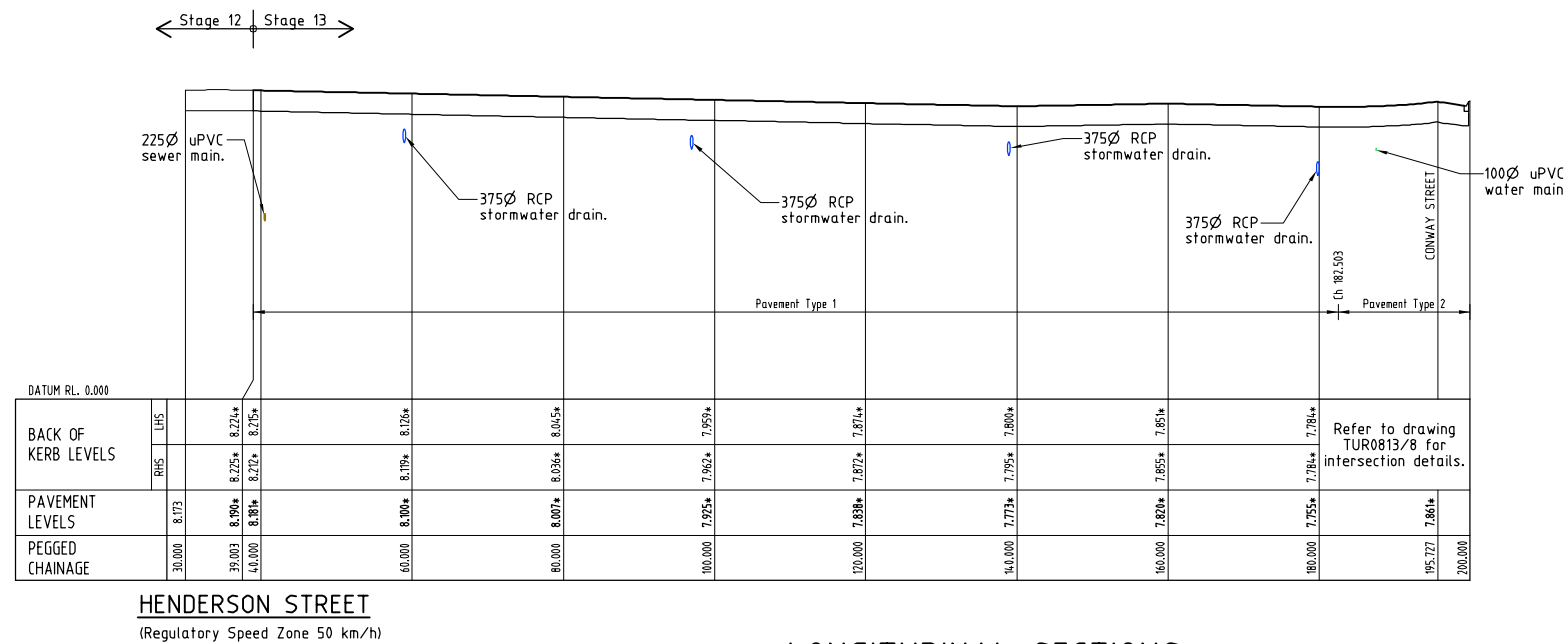 Stage 12 Stage 13
225Ø uPVC
sewer main.
375Ø RCP
stormwater drain.
375Ø RCP
stormwater drain.
375Ø RCP
stormwater drain.
375Ø RCP
stormwater drain.
100Ø uPVC
water main
CONWAY STREET
Ch 182.503
Pavement Type 1
Pavement Type 2
DATUM RL. 0.000
BACK OF
KERB LEVELS
LHS
8.224* 8.215* 8.126* 8.045* 7.959* 7.874* 7.800* 7.851* 7.784*
RHS
8.225* 8.212* 8.119* 8.036* 7.962* 7.872* 7.795* 7.855* 7.784*
Refer to drawing
TUR0813/8 for
intersection details.
PAVEMENT
LEVELS
8.173 8.190* 8.181* 8.100* 8.007* 7.925* 7.838* 7.773* 7.820* 7.755* 7.861*
PEGGED
CHAINAGE
30.000 39.003 40.000 60.000 80.000 100.000 120.000 140.000 160.000 180.000 195.727 200.000
HENDERSON STREET
(Regulatory Speed Zone 50 km/h)
LONGITUDINAL SECTIONS